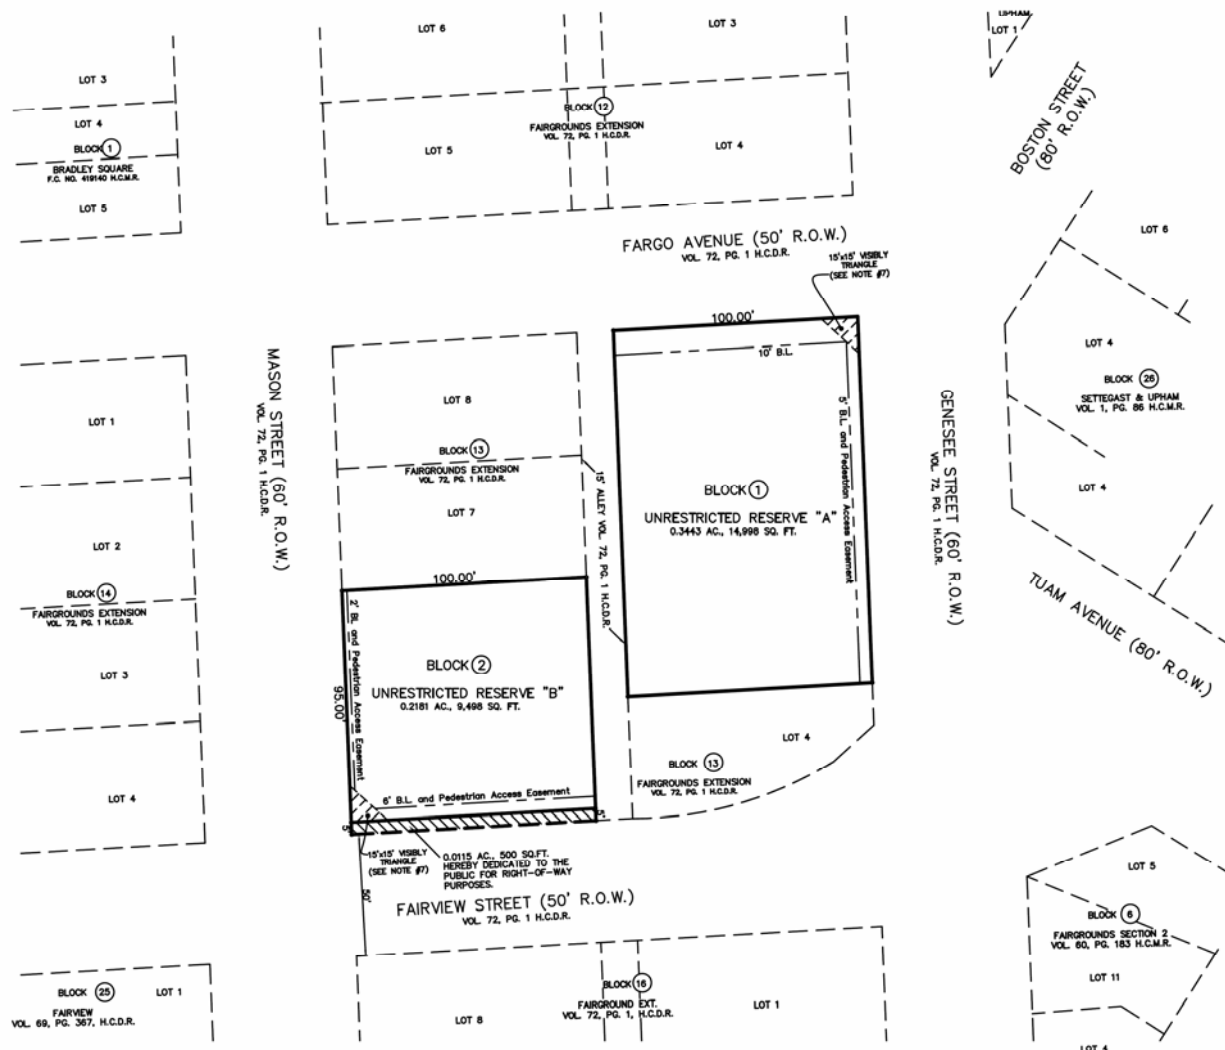 LOT 6
LOT 3
UPHAM
LOT 1
LOT 3
LOT 4
BLOCK 1
BRADLEY SQUARE
F.C. NO. 419140 H.C.M.R.
LOT 5
BLOCK 12
FAIRGROUNDS EXTENSION
VOL. 72, PG. 1 H.C.D.R.
LOT 5
LOT 4
BOSTON STREET
(80' R.O.W.)
LOT 6
FARGO AVENUE (50' R.O.W.)
VOL. 72, PG. 1 H.C.D.R.
15'x15' VISIBLY
TRIANGLE
(SEE NOTE #7)
100.00'
10' B.L.
5' B.L. and Pedestrian Access Easement
MASON STREET (60' R.O.W.)
VOL. 72, PG. 1 H.C.D.R.
LOT 8
BLOCK 13
FAIRGROUNDS EXTENSION
VOL. 72, PG. 1 H.C.D.R.
LOT 7
15' ALLEY VOL. 72, PG. 1 H.C.D.R.
BLOCK 1
UNRESTRICTED RESERVE "A"
0.3443 AC., 14,998 SQ. FT.
GENESEE STREET (60' R.O.W.)
VOL. 72, PG. 1 H.C.D.R.
LOT 4
BLOCK 26
SETTEGAST & UPHAM
VOL. 1, PG. 86 H.C.M.R.
LOT 4
TUAM AVENUE (80' R.O.W.)
LOT 1
LOT 2
BLOCK 14
FAIRGROUNDS EXTENSION
VOL. 72, PG. 1 H.C.D.R.
LOT 3
LOT 4
100.00'
2' BL and Pedestrian Access Easement
95.00'
BLOCK 2
UNRESTRICTED RESERVE "B"
0.2181 AC., 9,498 SQ. FT.
6' B.L. and Pedestrian Access Easement
5'
5'
LOT 4
BLOCK 13
FAIRGROUNDS EXTENSION
VOL. 72, PG. 1 H.C.D.R.
15'x15' VISIBLY
TRIANGLE
(SEE NOTE #7)
0.0115 AC., 500 SQ.FT.
HEREBY DEDICATED TO THE
PUBLIC FOR RIGHT-OF-WAY
PURPOSES.
50'
FAIRVIEW STREET (50' R.O.W.)
VOL. 72, PG. 1 H.C.D.R.
LOT 5
BLOCK 6
FAIRGROUNDS SECTION 2
VOL. 60, PG. 183 H.C.M.R.
LOT 11
LOT 4
BLOCK 25
LOT 1
FAIRVIEW
VOL. 69, PG. 367, H.C.D.R.
BLOCK 16
FAIRGROUND EXT.
VOL. 72, PG. 1, H.C.D.R.
LOT 8
LOT 1